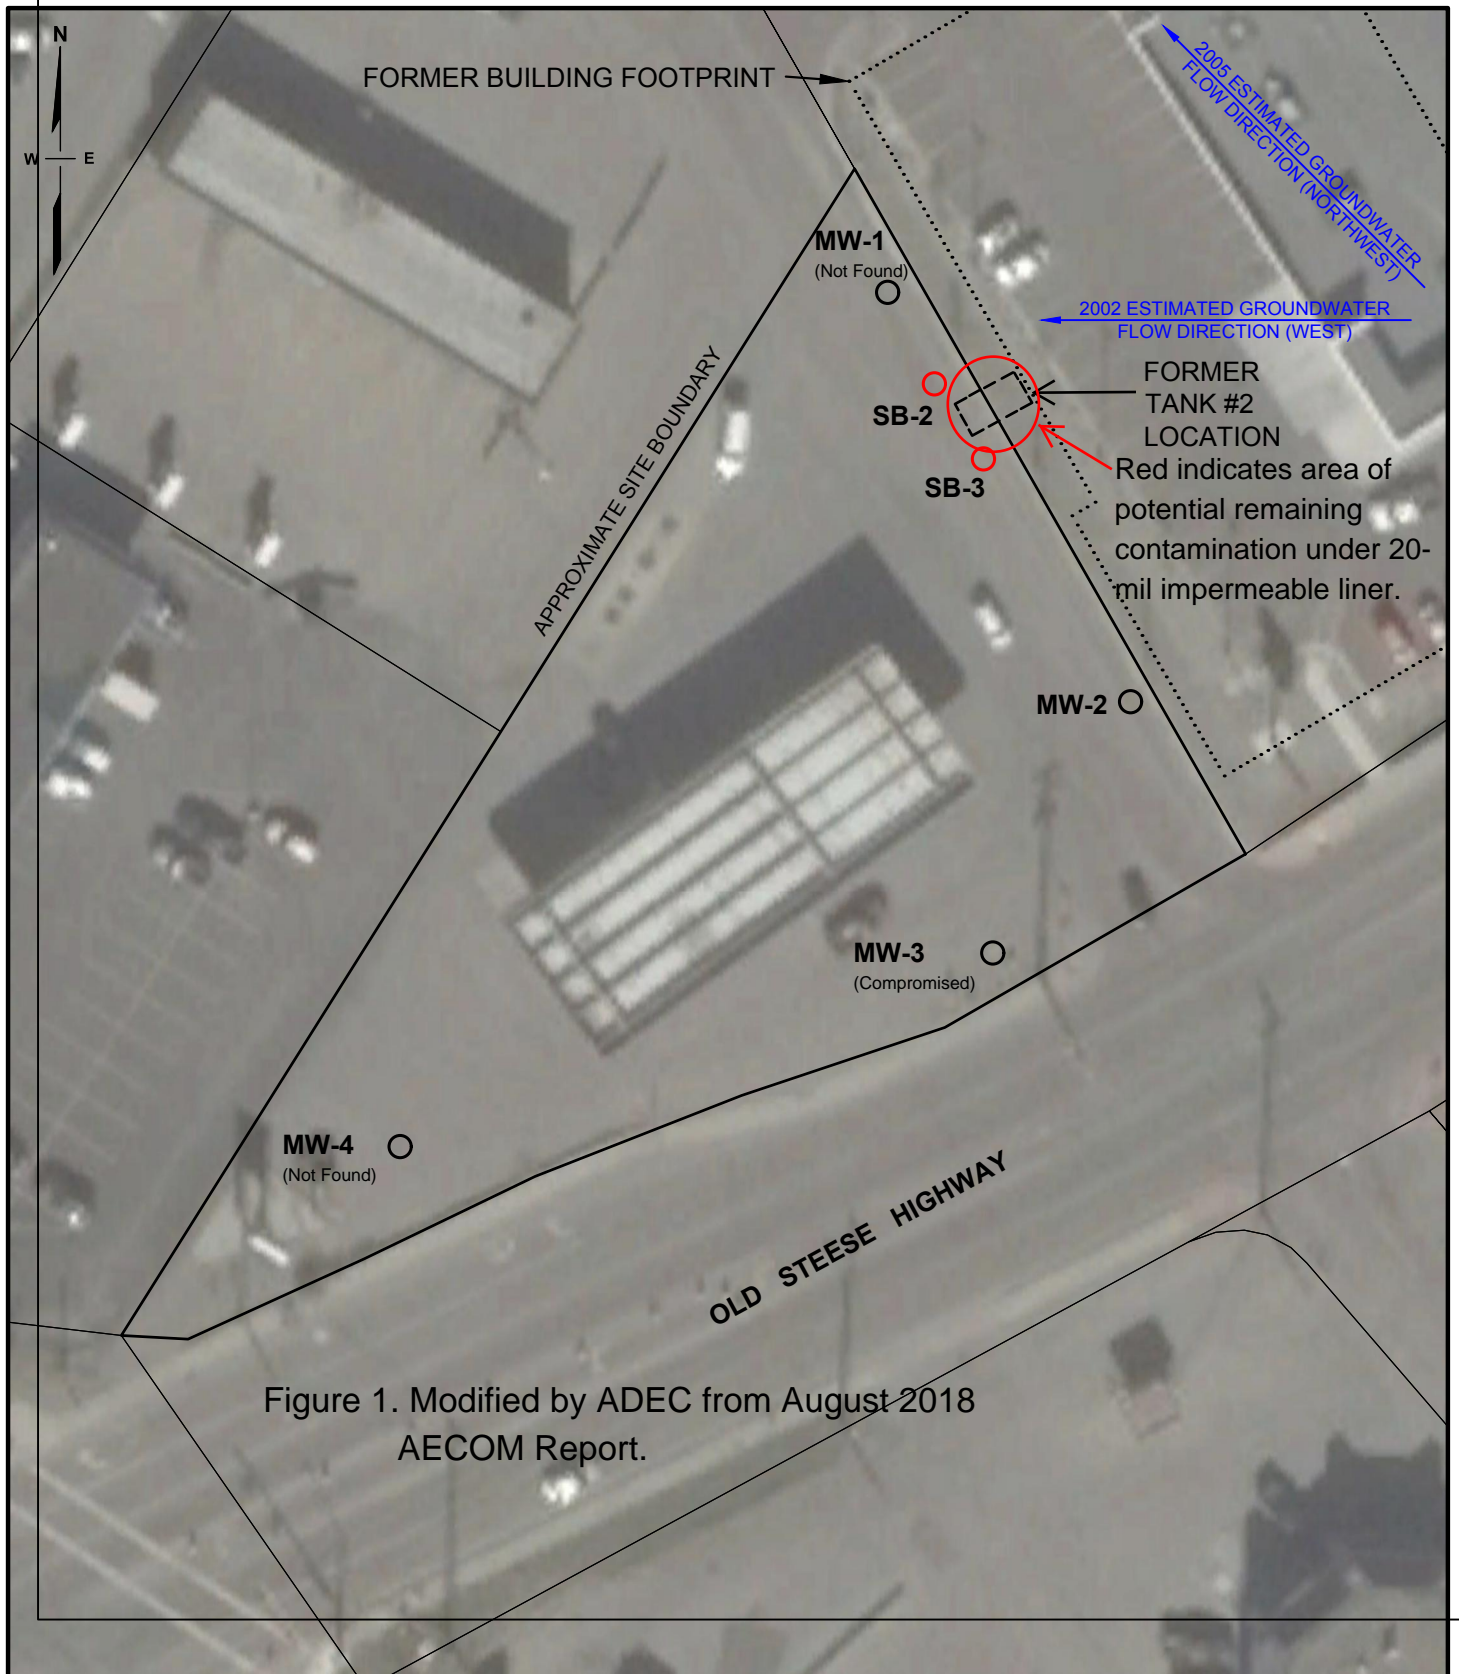 N
W E
FORMER BUILDING FOOTPRINT
2005 ESTIMATED GROUNDWATER
FLOW DIRECTION (NORTHWEST)
MW-1
(Not Found)
2002 ESTIMATED GROUNDWATER
FLOW DIRECTION (WEST)
APPROXIMATE SITE BOUNDARY
FORMER
TANK #2
LOCATION
SB-2
SB-3
Red indicates area of
potential remaining
contamination under 20-
mil impermeable liner.
MW-2
MW-3
(Compromised)
MW-4
(Not Found)
OLD STEESE HIGHWAY
Figure 1. Modified by ADEC from August 2018
AECOM Report.